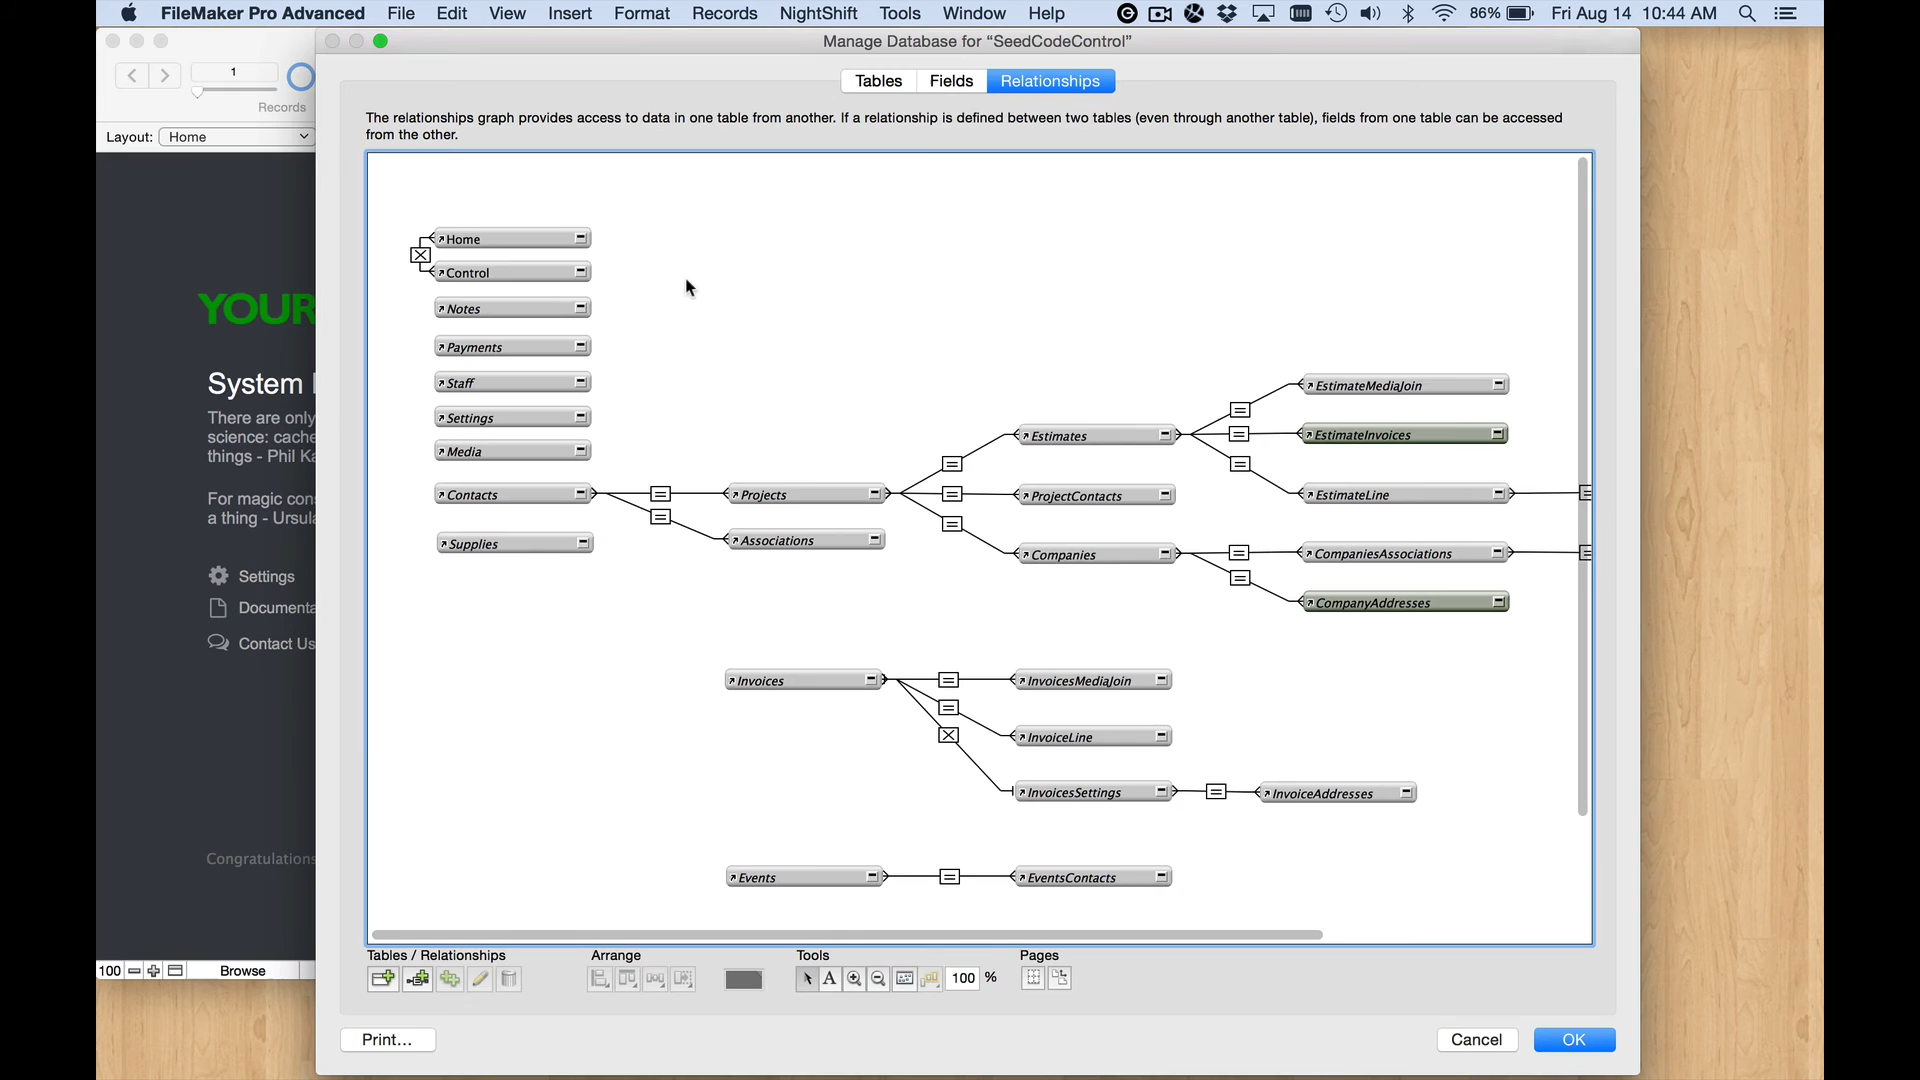 FileMaker Pro Advanced File Edit View Insert Format Records NightShift Tools Window Help 86% Fri Aug 14 10:44 AM
Manage Database for “SeedCodeControl”
1
Records
Layout: Home
Tables Fields Relationships
The relationships graph provides access to data in one table from another. If a relationship is defined between two tables (even through another table), fields from one table can be accessed
from the other.
YOUR
System
There are only
science: cache
things - Phil Ka
For magic cons
a thing - Ursula
Settings
Documenta
Contact Us
Congratulations
100 Browse
Home
Control
Notes
Payments
Staff
Settings
Media
Contacts
Supplies
Projects
Associations
Estimates
ProjectContacts
Companies
EstimateMediaJoin
EstimateInvoices
EstimateLine
CompaniesAssociations
CompanyAddresses
Invoices
InvoicesMediaJoin
InvoiceLine
InvoicesSettings
InvoiceAddresses
Events
EventsContacts
Tables / Relationships Arrange Tools Pages
A 100 %
Print... Cancel OK